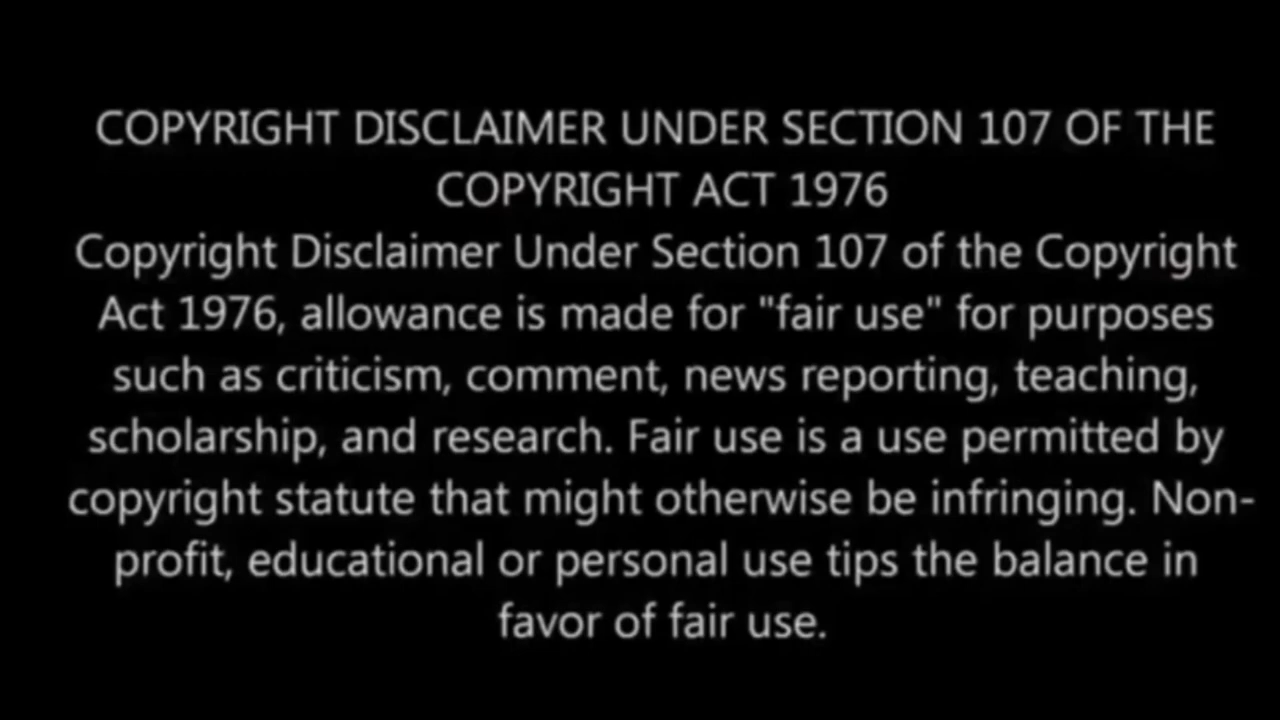 COPYRIGHT DISCLAIMER UNDER SECTION 107 OF THE
COPYRIGHT ACT 1976
Copyright Disclaimer Under Section 107 of the Copyright
Act 1976, allowance is made for "fair use" for purposes
such as criticism, comment, news reporting, teaching,
scholarship, and research. Fair use is a use permitted by
copyright statute that might otherwise be infringing. Non-
profit, educational or personal use tips the balance in
favor of fair use.